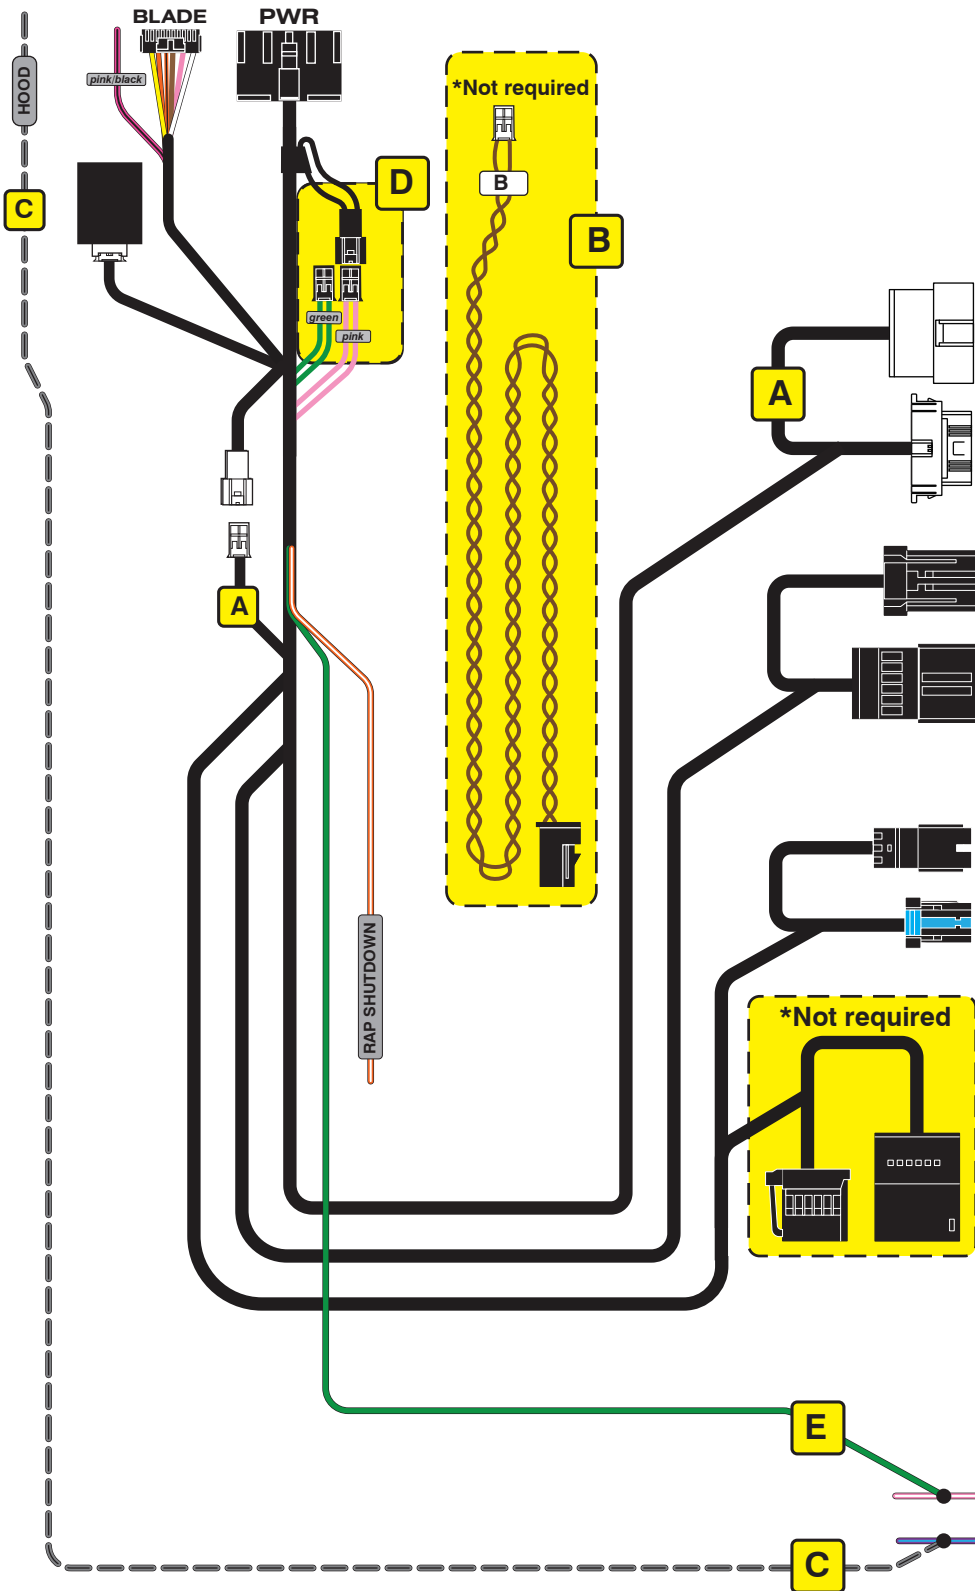 BLADE
PWR
HOOD
pink/black
*Not required
D
B
C
B
green
pink
A
A
RAP SHUTDOWN
*Not required
E
C